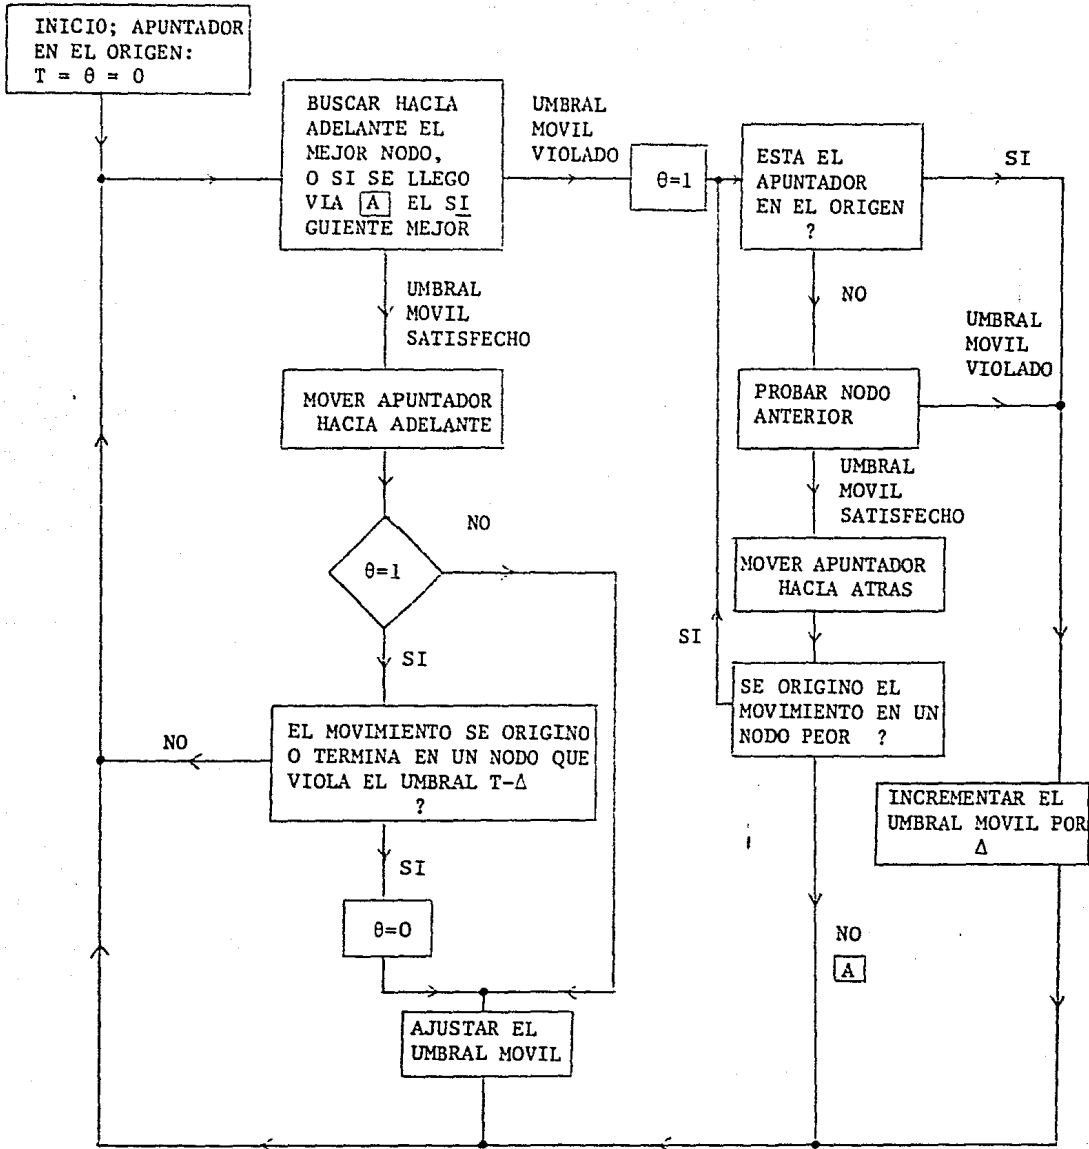 INICIO; APUNTADOR
EN EL ORIGEN:
T = θ = 0
BUSCAR HACIA
ADELANTE EL
MEJOR NODO,
O SI SE LLEGO
VIA A EL SI
GUIENTE MEJOR
UMBRAL
MOVIL
VIOLADO
θ=1
ESTA EL
APUNTADOR
EN EL ORIGEN
?
SI
UMBRAL
MOVIL
SATISFECHO
NO
UMBRAL
MOVIL
VIOLADO
MOVER APUNTADOR
HACIA ADELANTE
PROBAR NODO
ANTERIOR
UMBRAL
MOVIL
SATISFECHO
NO
θ=1
MOVER APUNTADOR
HACIA ATRAS
SI
SI
SE ORIGINO EL
MOVIMIENTO EN UN
NODO PEOR ?
EL MOVIMIENTO SE ORIGINO
O TERMINA EN UN NODO QUE
VIOLA EL UMBRAL T-Δ
?
NO
INCREMENTAR EL
UMBRAL MOVIL POR
Δ
SI
θ=0
NO
A
AJUSTAR EL
UMBRAL MOVIL